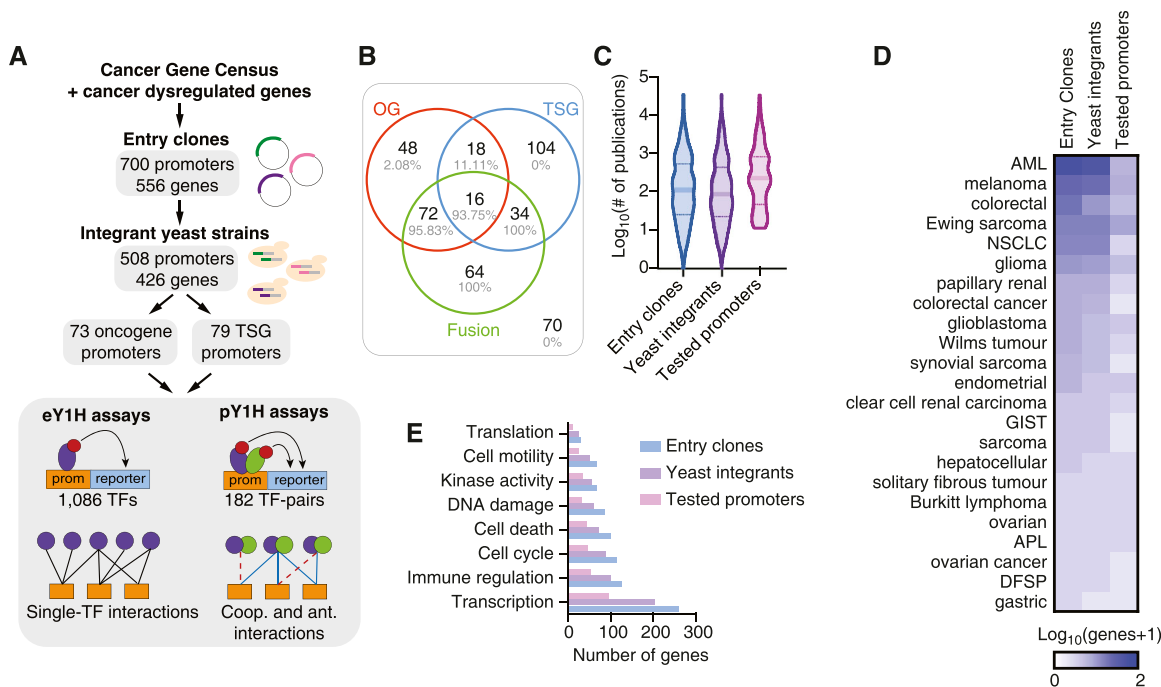 A
Cancer Gene Census
+ cancer dysregulated genes
Entry clones
700 promoters
556 genes
Integrant yeast strains
508 promoters
426 genes
73 oncogene
promoters
79 TSG
promoters
eY1H assays
prom
reporter
1,086 TFs
Single-TF interactions
pY1H assays
prom
reporter
182 TF-pairs
Coop. and ant.
interactions
B
OG
TSG
48
2.08%
18
11.11%
104
0%
16
93.75%
72
95.83%
34
100%
64
100%
Fusion
70
0%
C
Log10(# of publications)
5
4
3
2
1
0
Entry clones
Yeast integrants
Tested promoters
D
Entry Clones
Yeast integrants
Tested promoters
AML
melanoma
colorectal
Ewing sarcoma
NSCLC
glioma
papillary renal
colorectal cancer
glioblastoma
Wilms tumour
synovial sarcoma
endometrial
clear cell renal carcinoma
GIST
sarcoma
hepatocellular
solitary fibrous tumour
Burkitt lymphoma
ovarian
APL
ovarian cancer
DFSP
gastric
Log10(genes+1)
0 2
E
Translation
Cell motility
Kinase activity
DNA damage
Cell death
Cell cycle
Immune regulation
Transcription
0 100 200 300
Number of genes
Entry clones
Yeast integrants
Tested promoters